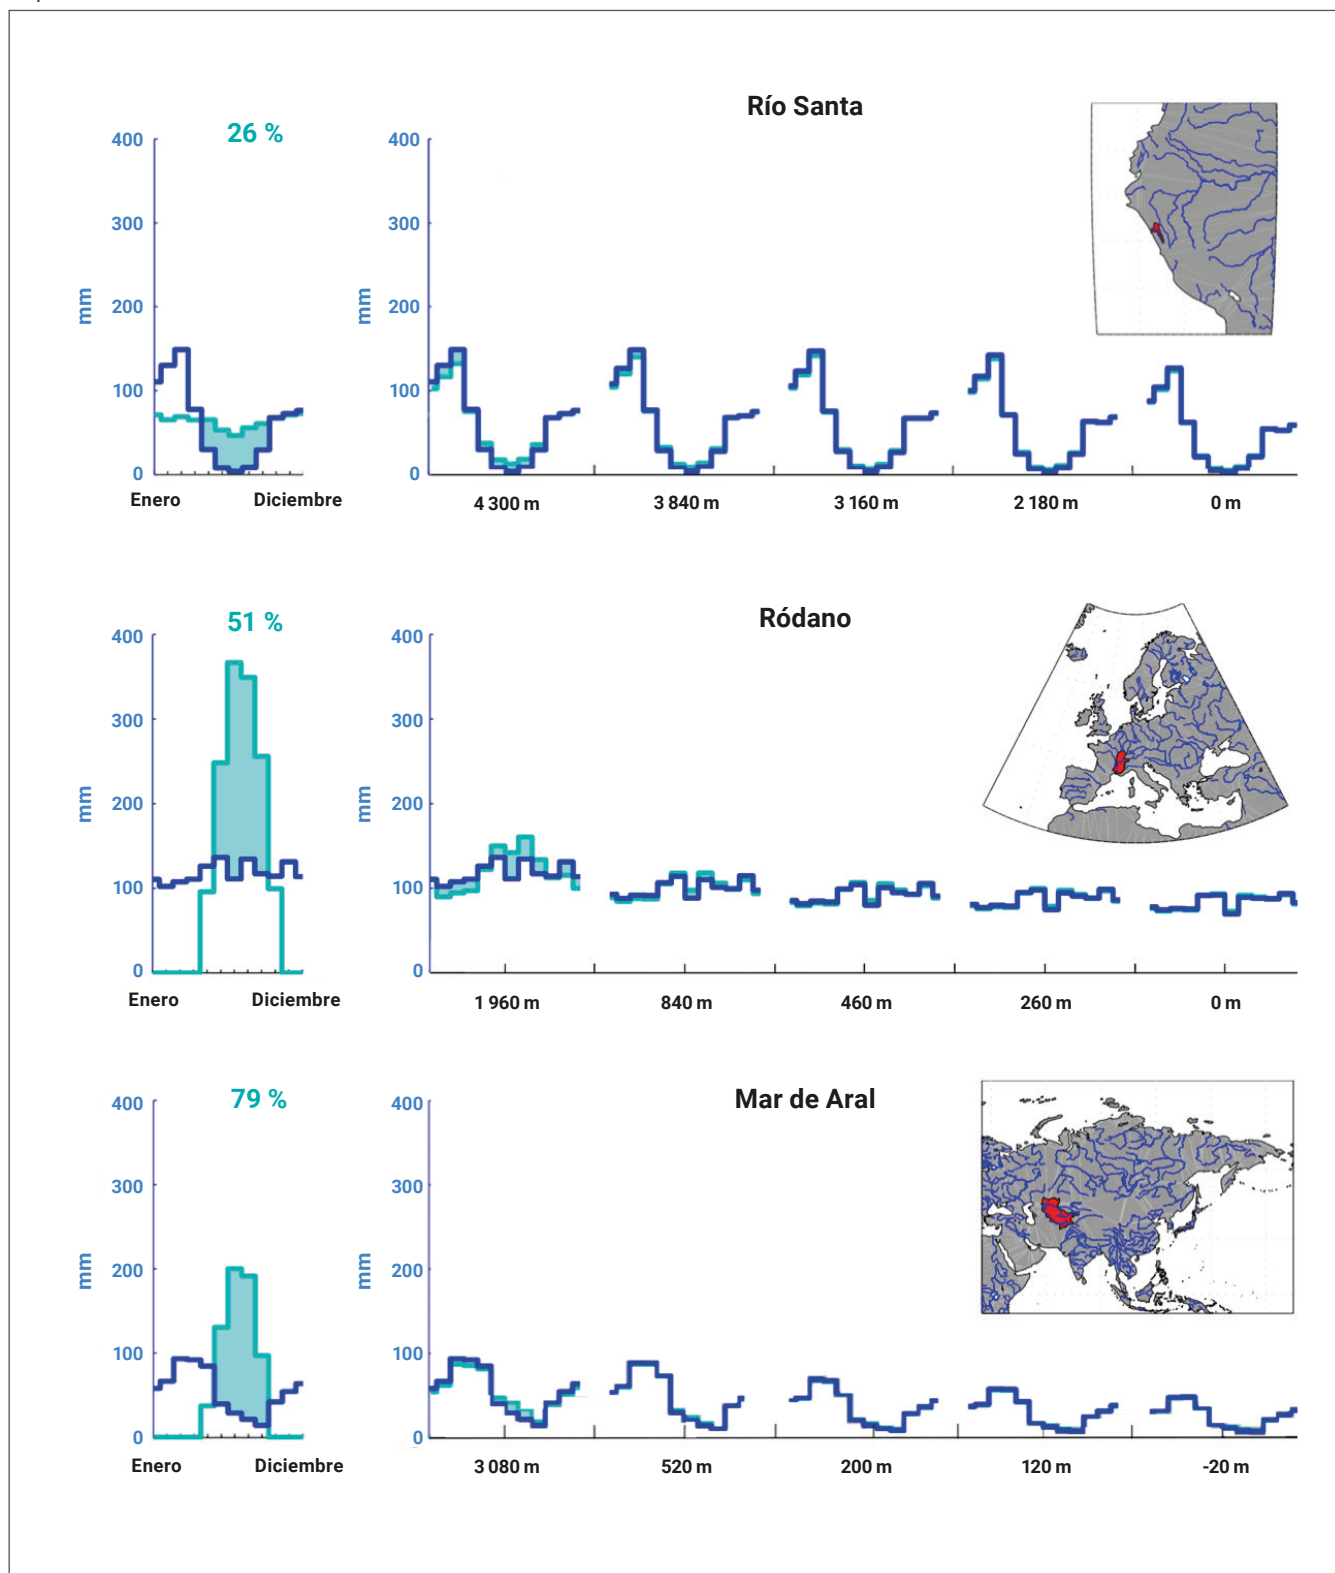 Río Santa
26 %
400
300
200
100
0
mm
Enero
Diciembre
400
300
200
100
0
mm
4 300 m
3 840 m
3 160 m
2 180 m
0 m
Ródano
51 %
400
300
200
100
0
mm
Enero
Diciembre
400
300
200
100
0
mm
1 960 m
840 m
460 m
260 m
0 m
Mar de Aral
79 %
400
300
200
100
0
mm
Enero
Diciembre
400
300
200
100
0
mm
3 080 m
520 m
200 m
120 m
-20 m